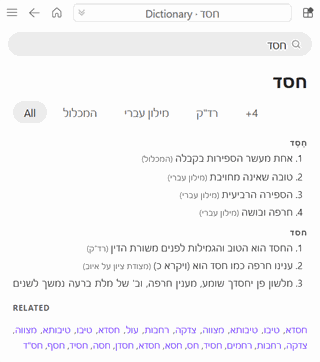 Dictionary · חסד
חסד
חסד
All המכלול מילון עברי רד"ק +4
חֶסֶד
1. אחת מעשר הספירות בקבלה (המכלול)
2. טובה שאינה מחויבת (מילון עברי)
3. הספירה הרביעית (מילון עברי)
4. חרפה ובושה (מילון עברי)
חסד
1. החסד הוא הטוב והגמילות לפנים משורת הדין (רד"ק)
2. ענינו חרפה כמו חסד הוא (ויקרא כ) (מצודת ציון על איוב)
3. מלשון פן יחסדך שומע, מענין חרפה, וב' של מלת ברעה נמשך לשנים
RELATED
חסדא, טיבו, טיבותא, מצווה, צדקה, רחבות, עול, חסדא, טיבו, טיבותא, מצווה,
צדקה, רחבות, רחמים, חסיד, חס, חסא, חסדא, חסדן, חסה, חסיד, חסף, חס"ד